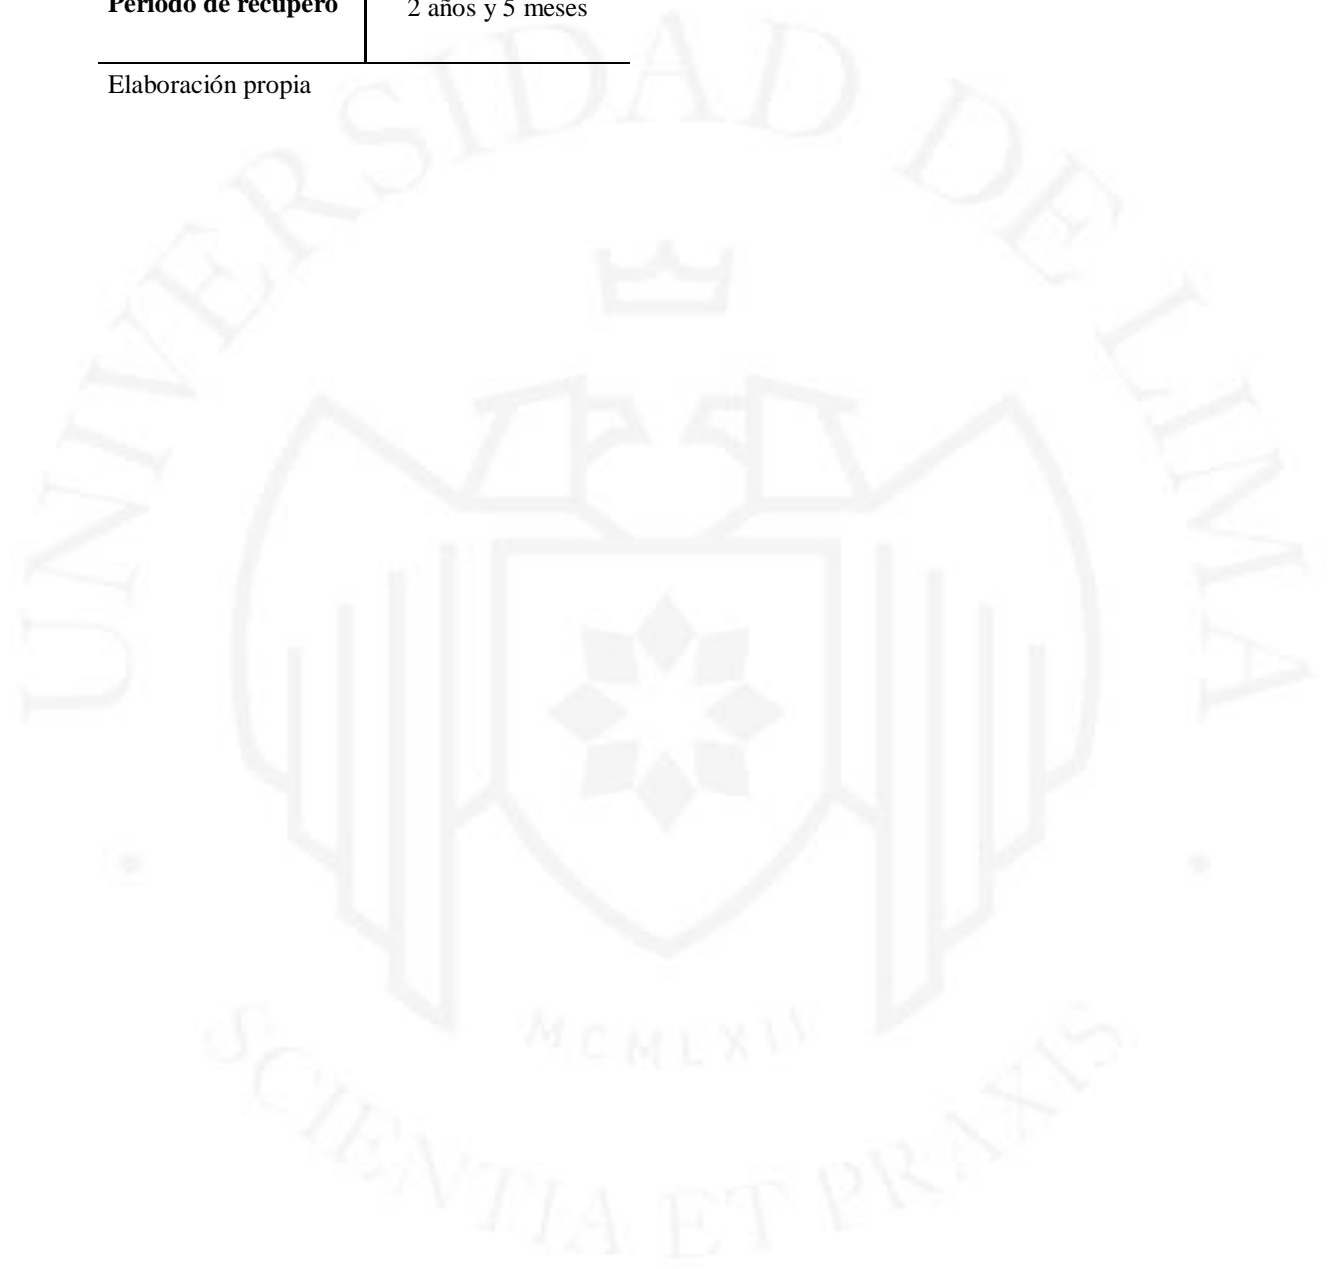 Periodo de recupero 2 años y 5 meses
Elaboración propia
UNIVERSIDAD DE LIMA
MCMLXII
SCIENTIA ET PRAXIS